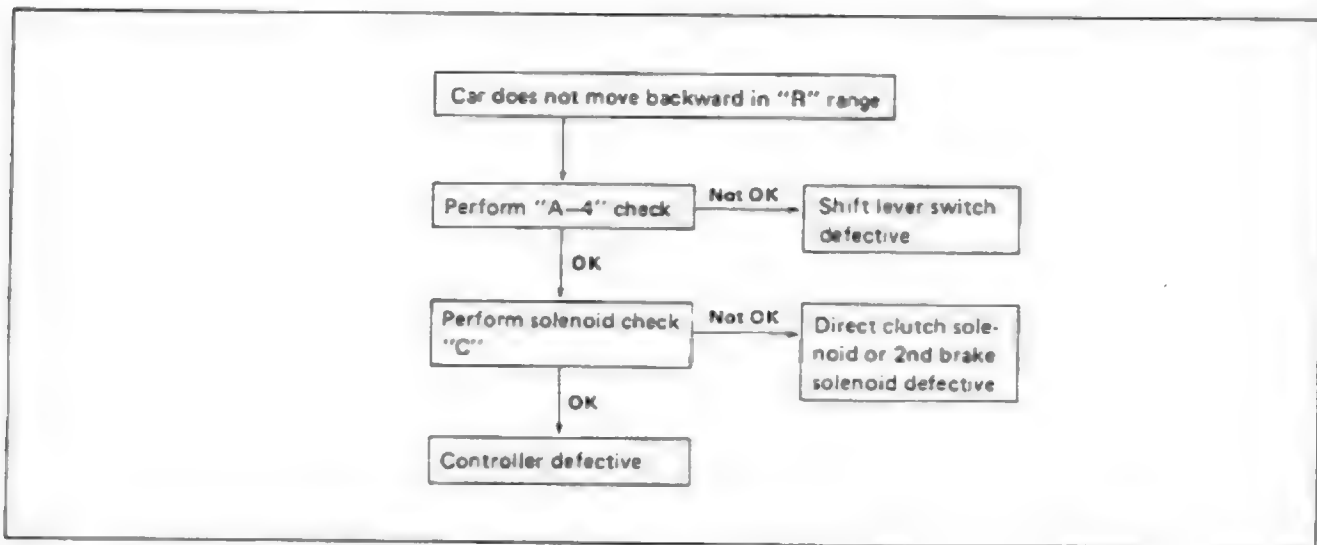 Car does not move backward in "R" range
Perform "A-4" check
Not OK
Shift lever switch
defective
OK
Perform solenoid check
"C"
Not OK
Direct clutch sole-
noid or 2nd brake
solenoid defective
OK
Controller defective